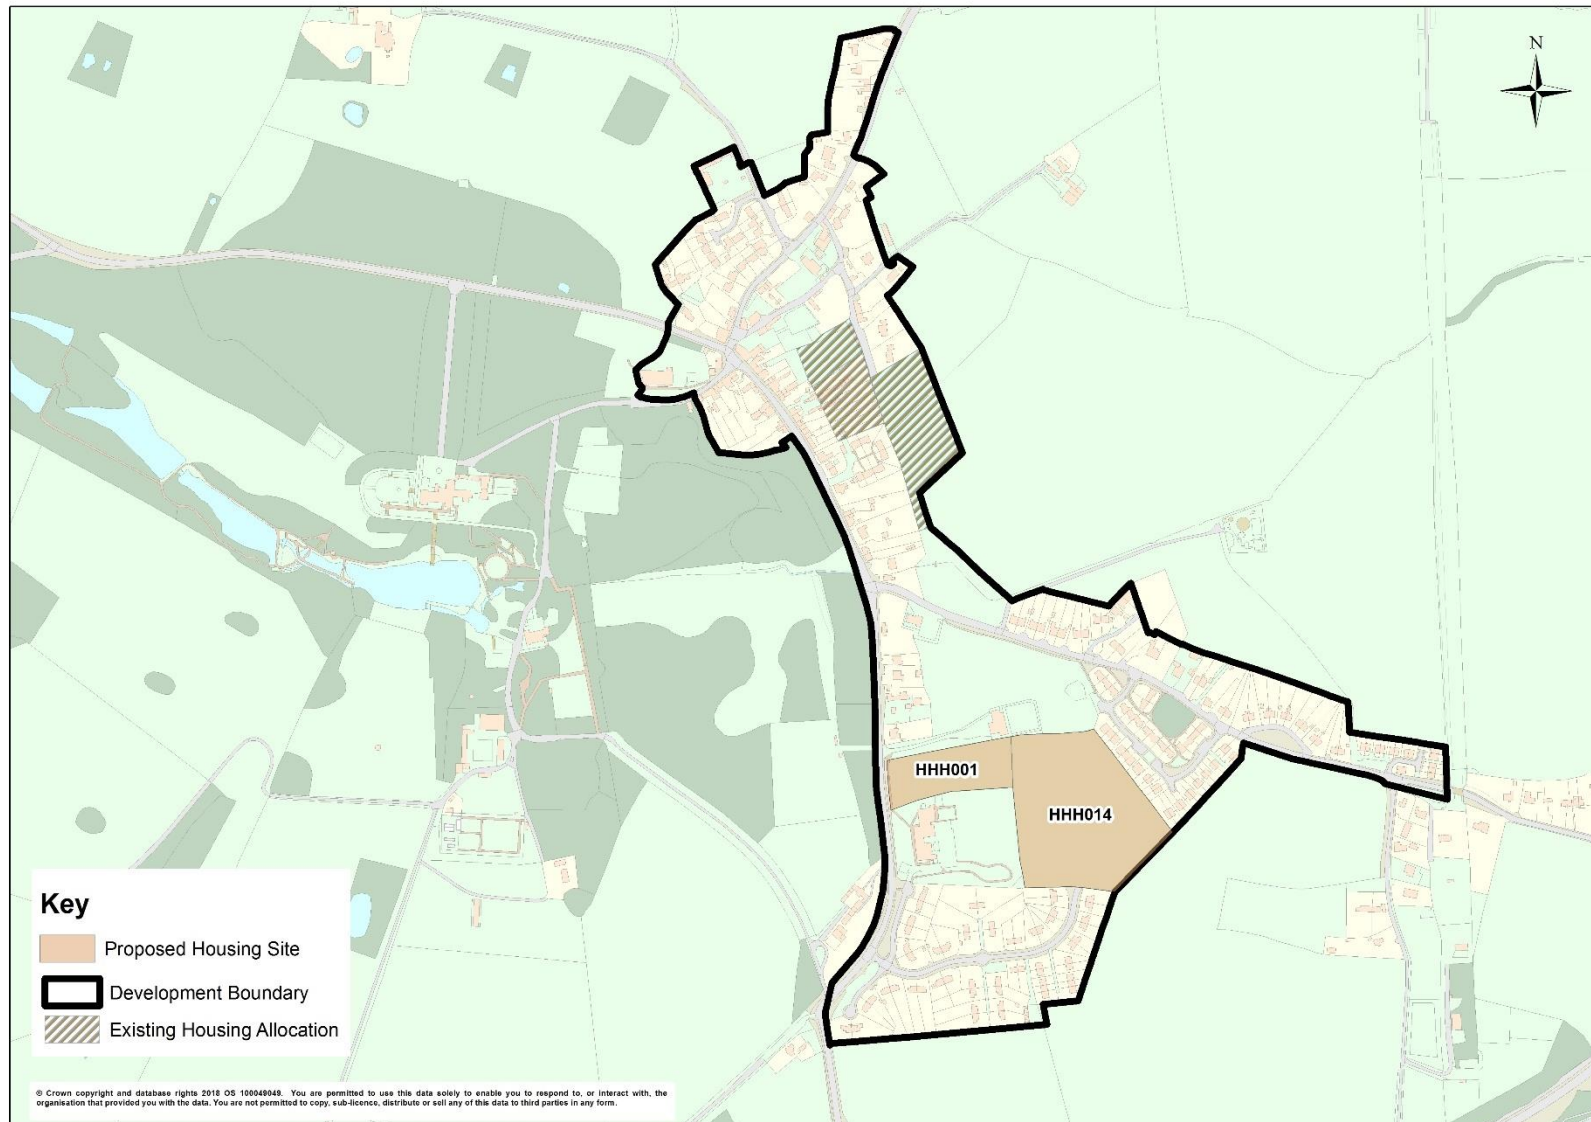 N
HHH001
HHH014
Key
Proposed Housing Site
Development Boundary
Existing Housing Allocation
© Crown copyright and database rights 2018 OS 100049049. You are permitted to use this data solely to enable you to respond to, or interact with, the
organisation that provided you with the data. You are not permitted to copy, sub-licence, distribute or sell any of this data to third parties in any form.